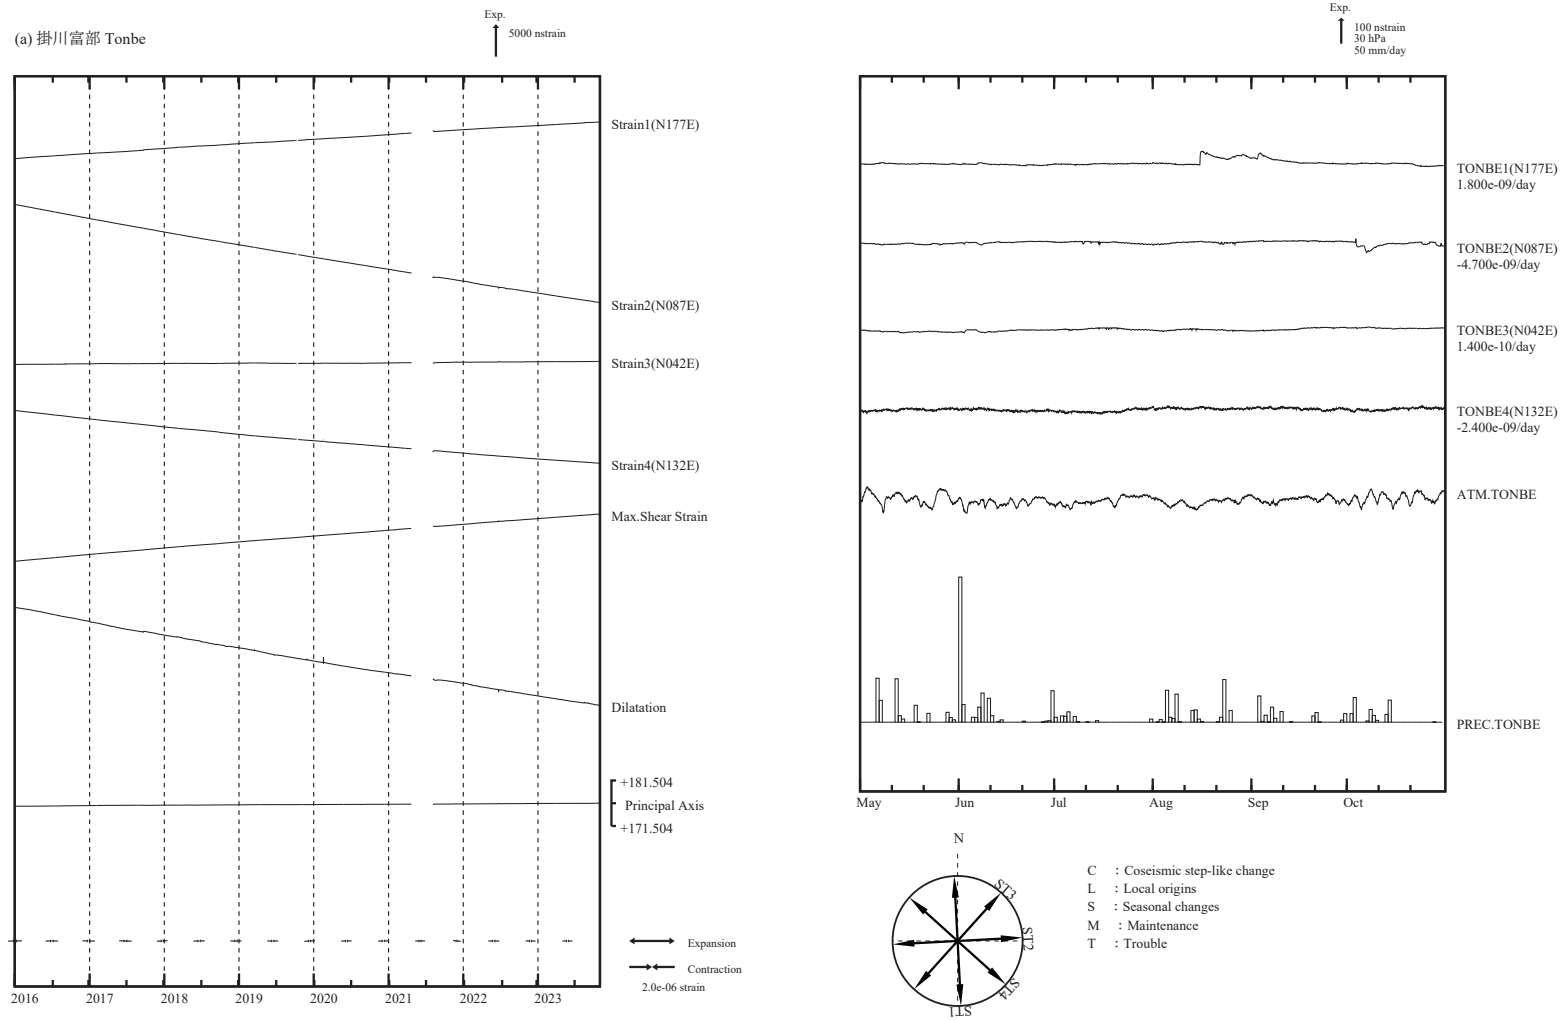 (a) 掛川富部 Tonbe
Exp.
5000 nstrain
Strain1(N177E)
Strain2(N087E)
Strain3(N042E)
Strain4(N132E)
Max.Shear Strain
Dilatation
+181.504
Principal Axis
+171.504
Expansion
Contraction
2.0e-06 strain
2016 2017 2018 2019 2020 2021 2022 2023
Exp.
100 nstrain
30 hPa
50 mm/day
TONBE1(N177E)
1.800e-09/day
TONBE2(N087E)
-4.700e-09/day
TONBE3(N042E)
1.400e-10/day
TONBE4(N132E)
-2.400e-09/day
ATM.TONBE
PREC.TONBE
May Jun Jul Aug Sep Oct
N
ST3
ST2
ST4
ST1
C : Coseismic step-like change
L : Local origins
S : Seasonal changes
M : Maintenance
T : Trouble